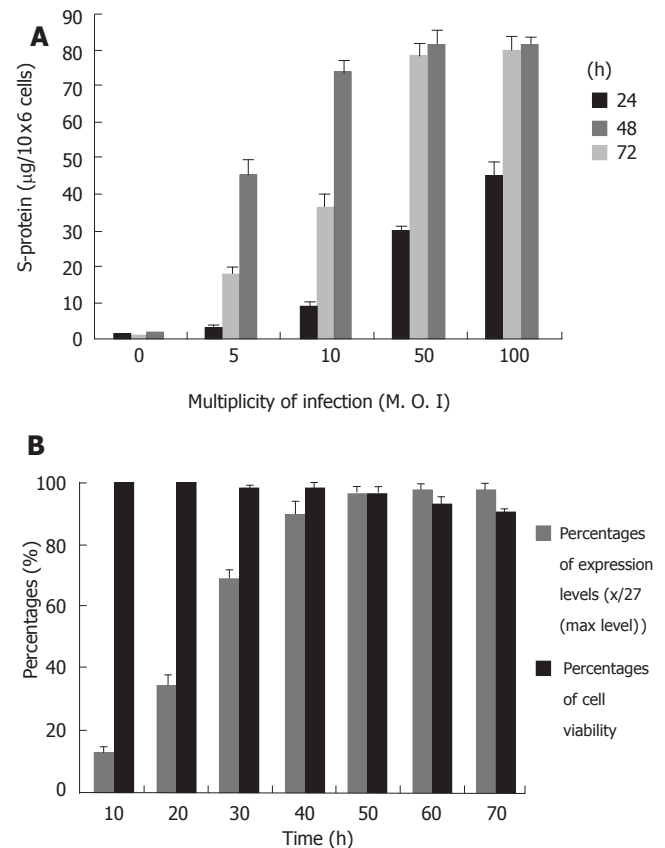 A
S-protein (μg/10x6 cells)
90
80
70
60
50
40
30
20
10
0
0 5 10 50 100
Multiplicity of infection (M. O. I)
(h)
24
48
72
B
Percentages (%)
100
80
60
40
20
0
10 20 30 40 50 60 70
Time (h)
Percentages
of expression
levels (x/27
(max level))
Percentages
of cell
viability